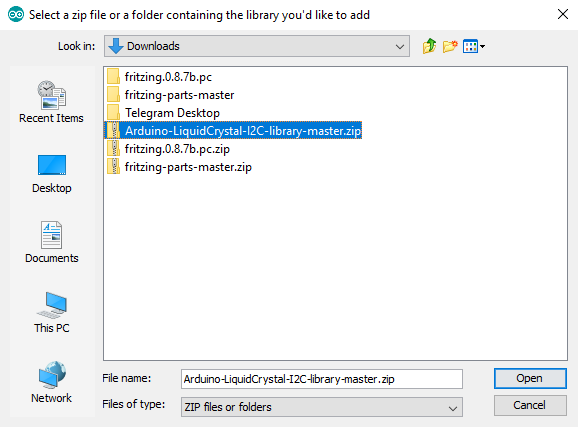 Select a zip file or a folder containing the library you'd like to add
Look in:
Downloads
Recent Items
Desktop
Documents
This PC
Network
fritzing.0.8.7b.pc
fritzing-parts-master
Telegram Desktop
Arduino-LiquidCrystal-I2C-library-master.zip
fritzing.0.8.7b.pc.zip
fritzing-parts-master.zip
File name:
Arduino-LiquidCrystal-I2C-library-master.zip
Open
Files of type:
ZIP files or folders
Cancel